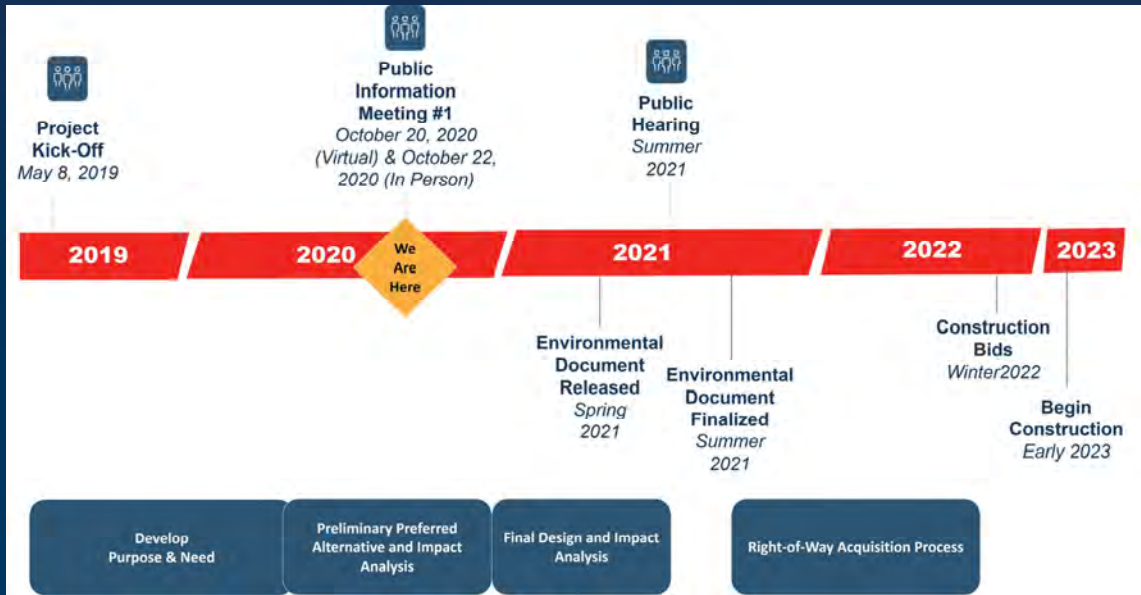 Project
Kick-Off
May 8, 2019
Public
Information
Meeting #1
October 20, 2020
(Virtual) & October 22,
2020 (In Person)
Public
Hearing
Summer
2021
2019
2020
We
Are
Here
2021
2022
2023
Environmental
Document
Released
Spring
2021
Environmental
Document
Finalized
Summer
2021
Construction
Bids
Winter2022
Begin
Construction
Early 2023
Develop
Purpose & Need
Preliminary Preferred
Alternative and Impact
Analysis
Final Design and Impact
Analysis
Right-of-Way Acquisition Process